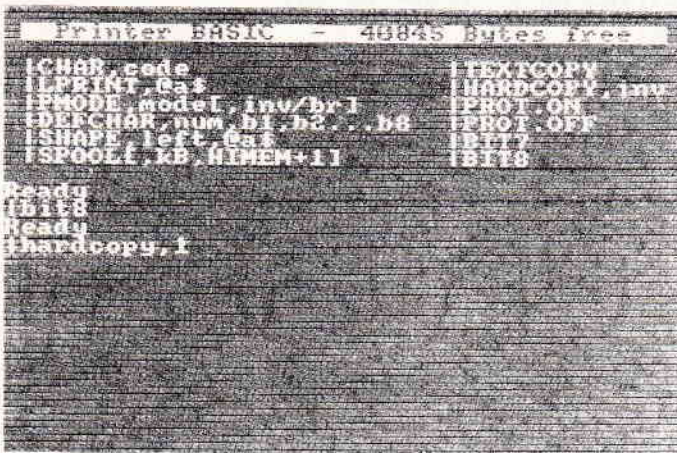 Printer BASIC - 40845 Bytes free
|CHAR,code
|LPRINT,@a$
|PMODE,mode[,inv/br]
|DEFCHAR,num,b1,b2...b8
|SHAPE,left,@a$
|SPOOL[,kB,HIMEM+1]
|TEXTCOPY
|HARDCOPY,inv
|PROT.ON
|PROT.OFF
|BIT7
|BIT8
Ready
|bit8
Ready
|hardcopy,1